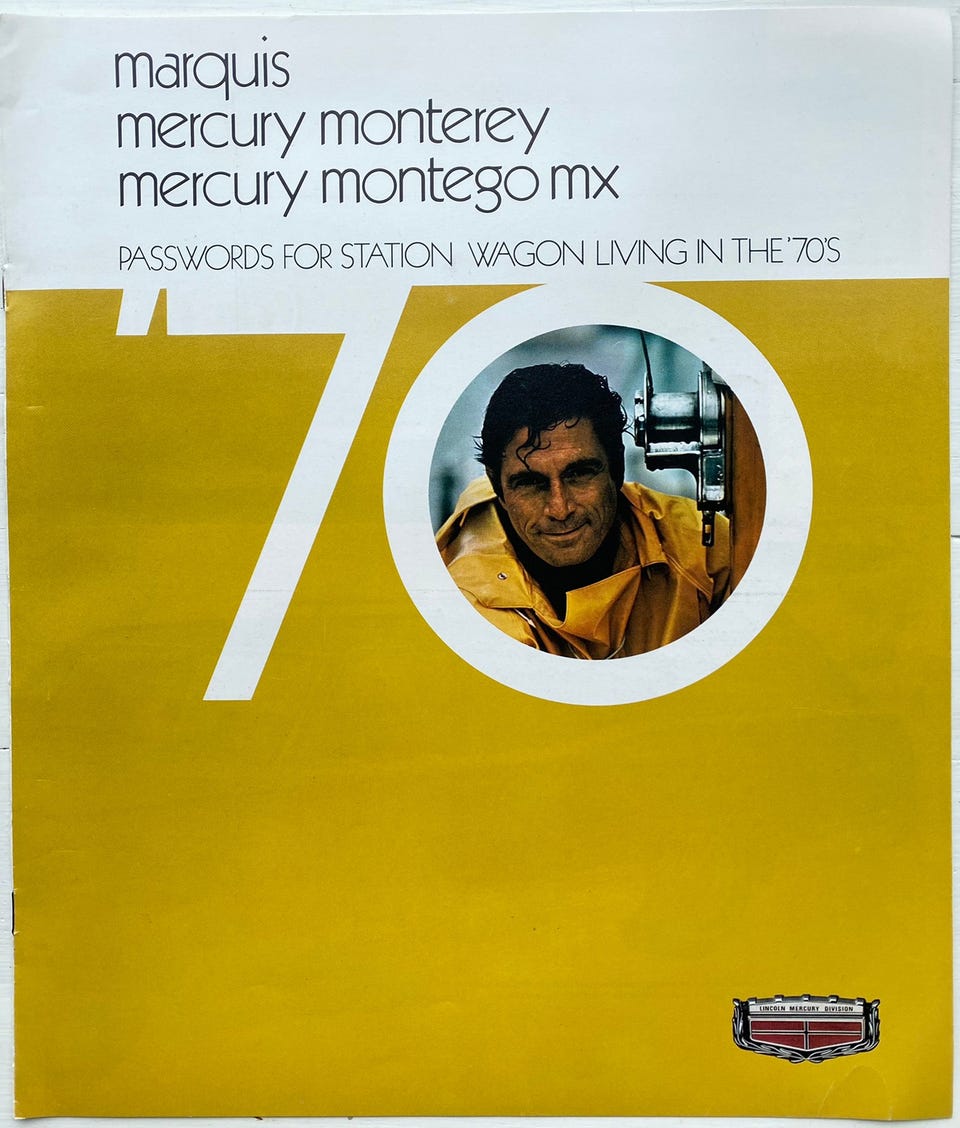 marquis
mercury monterey
mercury montego mx
PASSWORDS FOR STATION WAGON LIVING IN THE '70'S
'70
LINCOLN MERCURY DIVISION